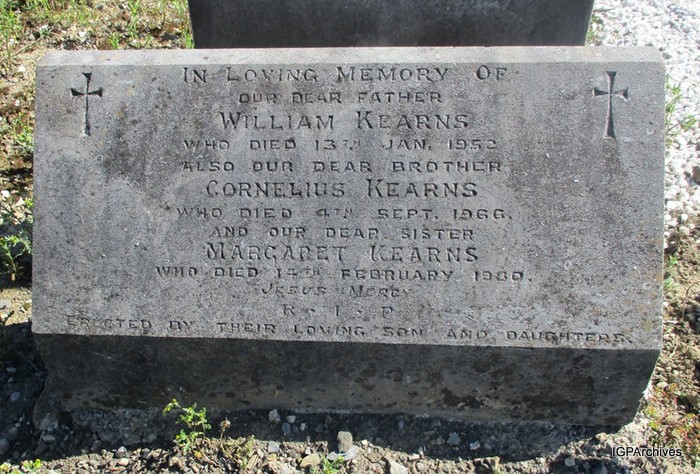 IN LOVING MEMORY OF
OUR DEAR FATHER
WILLIAM KEARNS
WHO DIED 13TH JAN. 1952
ALSO OUR DEAR BROTHER
CORNELIUS KEARNS
WHO DIED 4TH SEPT. 1966.
AND OUR DEAR SISTER
MARGARET KEARNS
WHO DIED 14TH FEBRUARY 1980.
JESUS MERCY
R.I.P
ERECTED BY THEIR LOVING SON AND DAUGHTERS.
IGPArchives